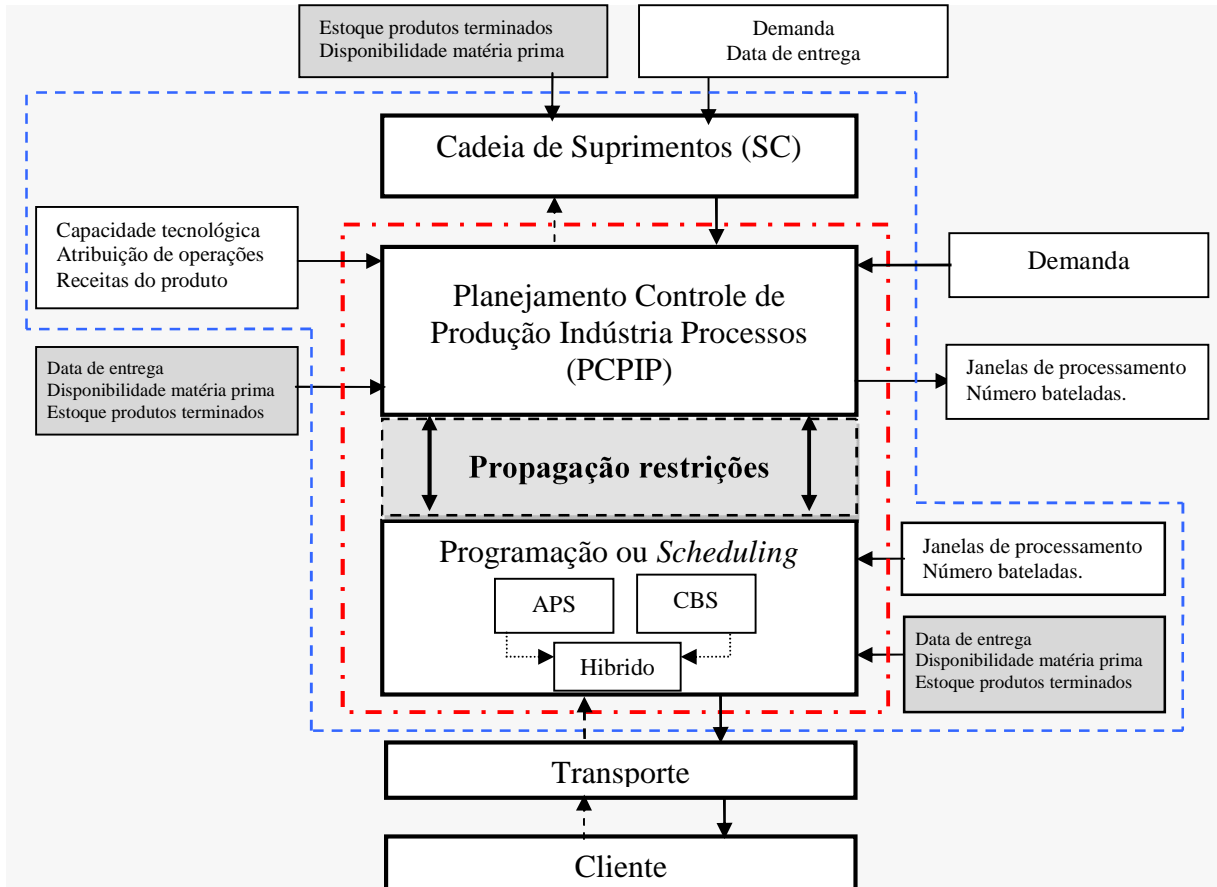 Estoque produtos terminados
Disponibilidade matéria prima
Demanda
Data de entrega
Cadeia de Suprimentos (SC)
Capacidade tecnológica
Atribuição de operações
Receitas do produto
Planejamento Controle de
Produção Indústria Processos
(PCPIP)
Demanda
Data de entrega
Disponibilidade matéria prima
Estoque produtos terminados
Janelas de processamento
Número bateladas.
Propagação restrições
Programação ou Scheduling
APS
CBS
Hibrido
Janelas de processamento
Número bateladas.
Data de entrega
Disponibilidade matéria prima
Estoque produtos terminados
Transporte
Cliente